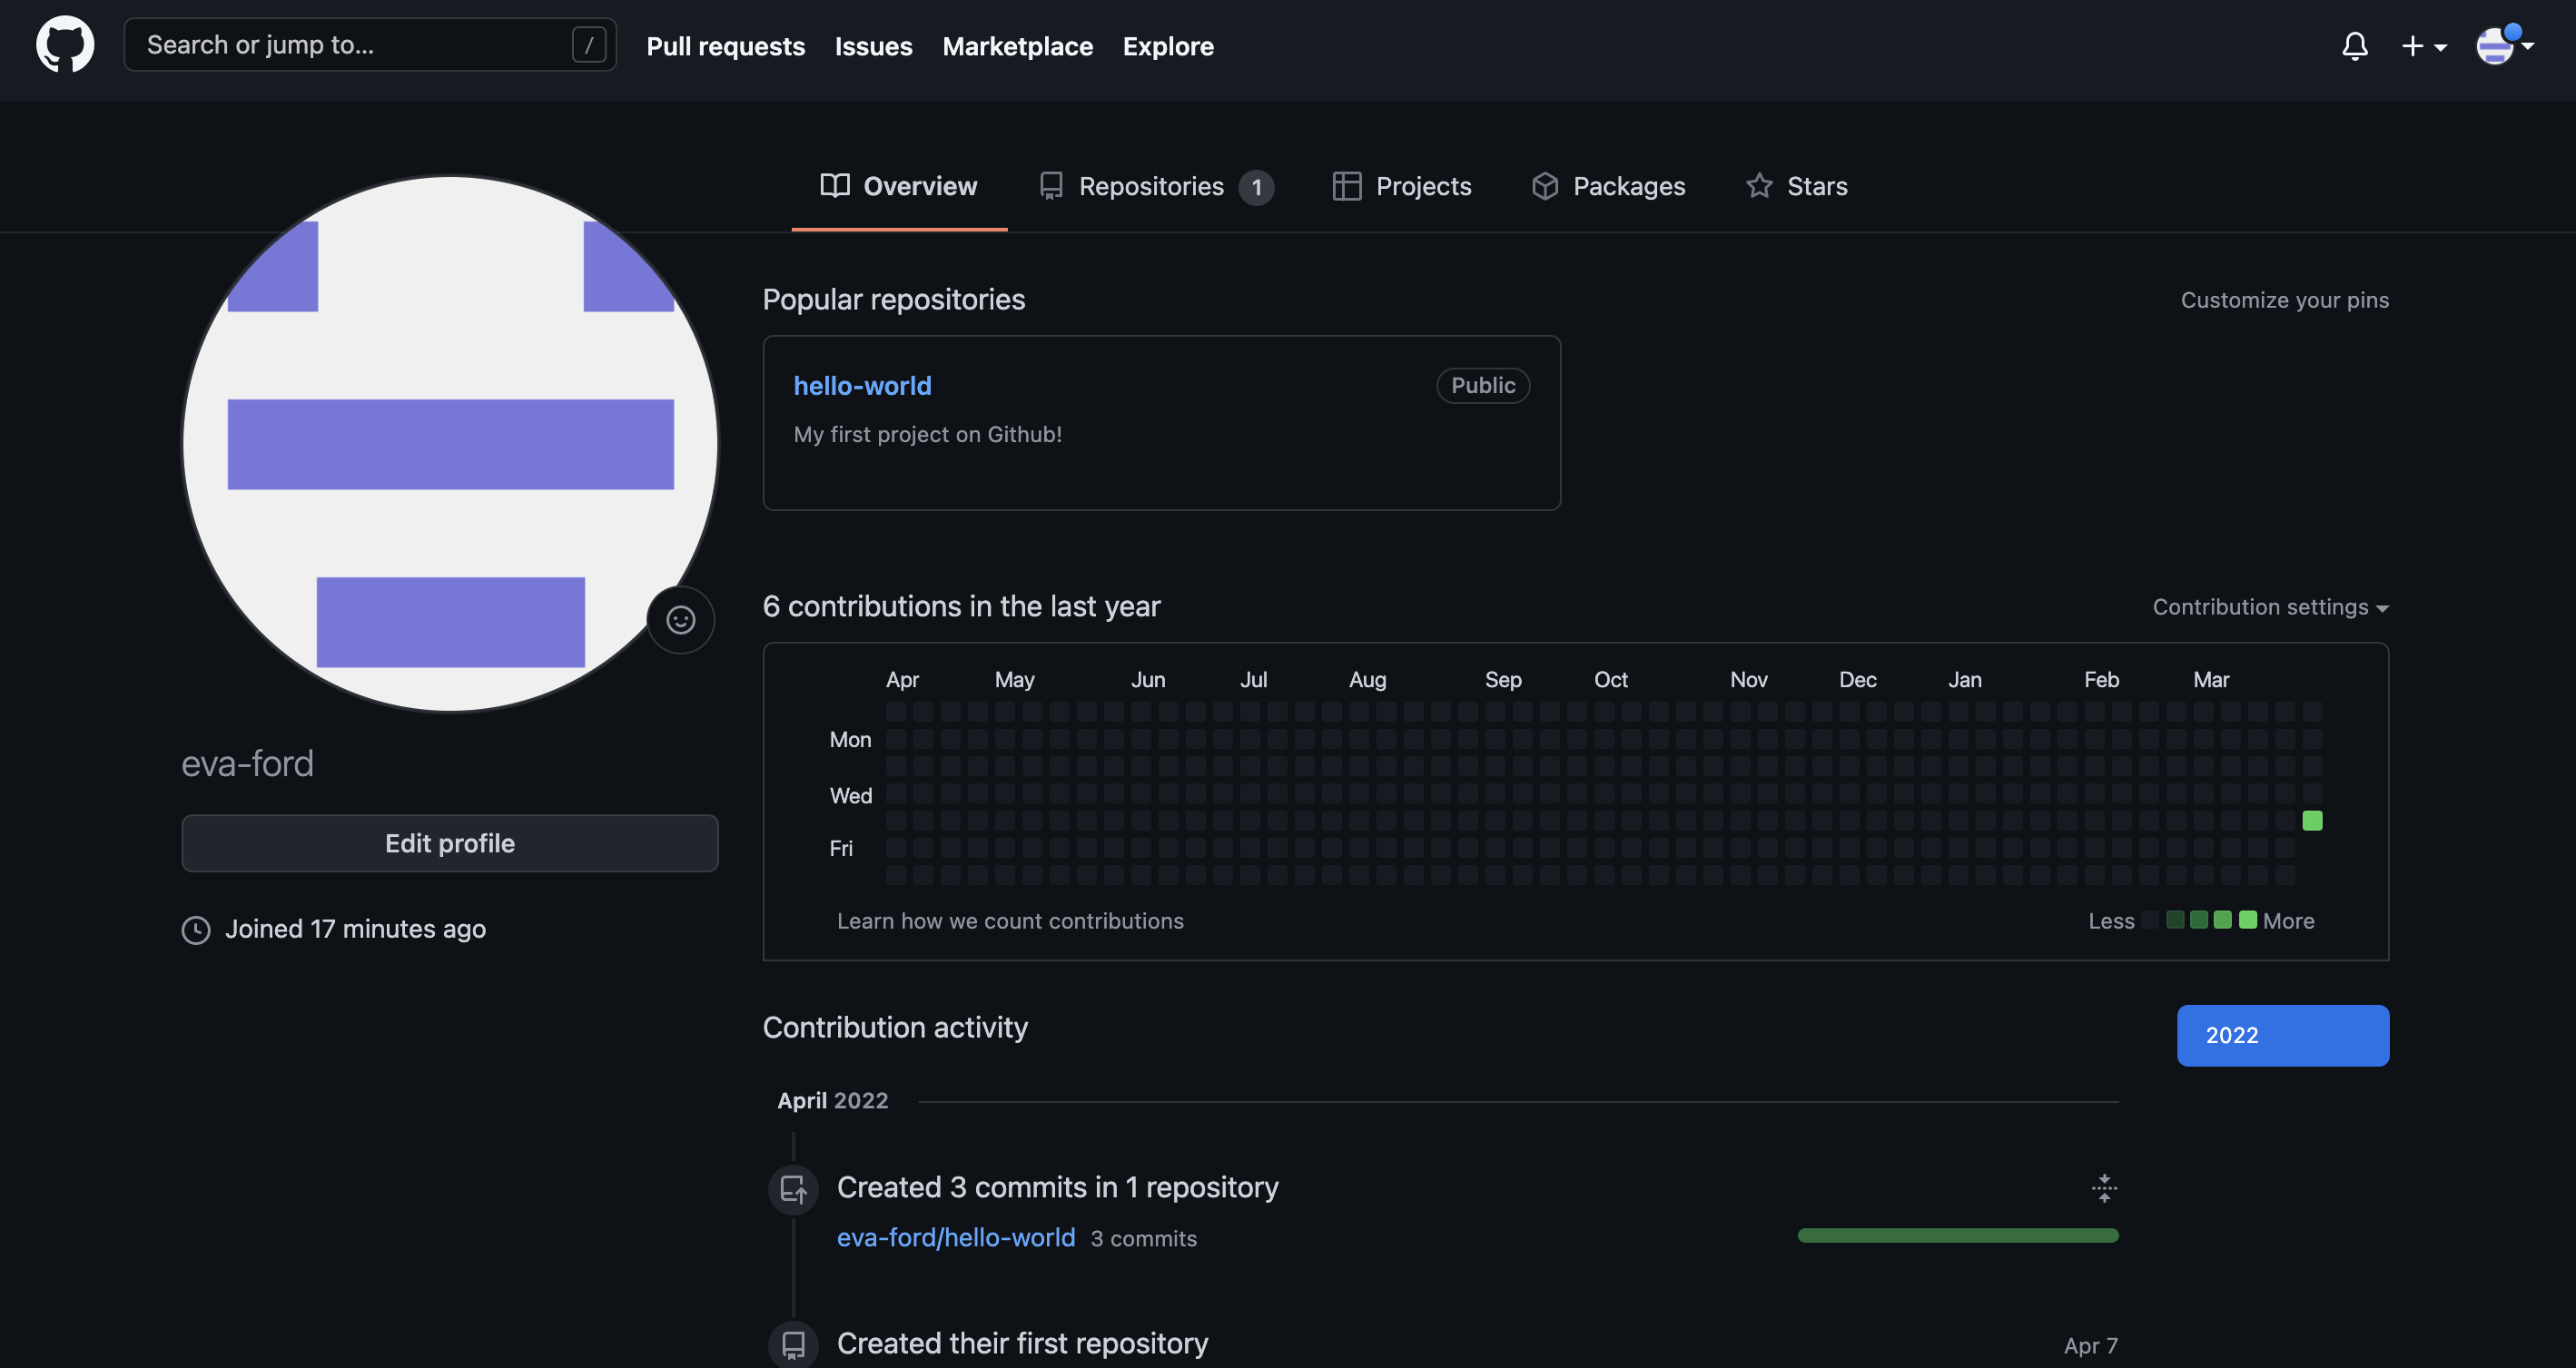 Search or jump to... /
Pull requests Issues Marketplace Explore
Overview Repositories 1 Projects Packages Stars
Popular repositories Customize your pins
hello-world Public
My first project on Github!
6 contributions in the last year Contribution settings
Apr May Jun Jul Aug Sep Oct Nov Dec Jan Feb Mar
Mon
Wed
Fri
Learn how we count contributions Less More
eva-ford
Edit profile
Joined 17 minutes ago
Contribution activity 2022
April 2022
Created 3 commits in 1 repository
eva-ford/hello-world 3 commits
Created their first repository Apr 7